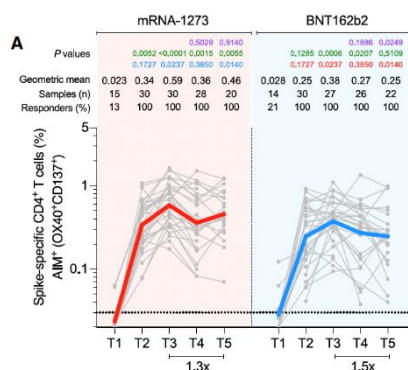 A
mRNA-1273 BNT162b2
0.5029 0.9140 0.1886 0.0249
P values 0.0052 <0.0001 0.0015 0.0055 0.1285 0.0006 0.0207 0.5109
0.1727 0.0237 0.3850 0.0140 0.1727 0.0237 0.3850 0.0140
Geometric mean 0.023 0.34 0.59 0.36 0.46 0.028 0.25 0.38 0.27 0.25
Samples (n) 15 30 30 28 20 14 30 27 26 22
Responders (%) 13 100 100 100 100 21 100 100 100 100
Spike-specific CD4+ T cells (%)
AIM+ (OX40+CD137+)
1
0.1
T1 T2 T3 T4 T5 T1 T2 T3 T4 T5
1.3x 1.5x